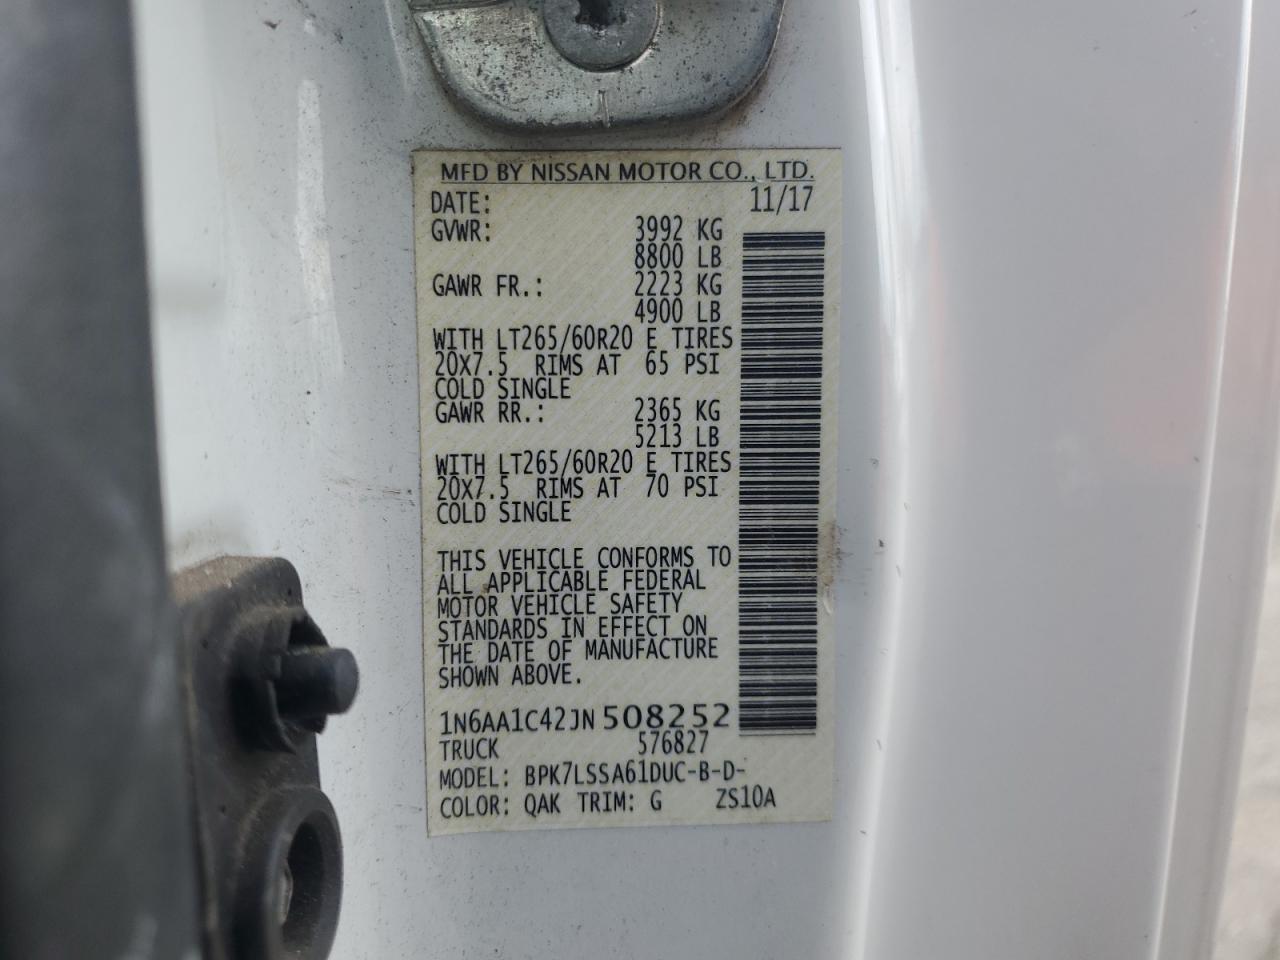 MFD BY NISSAN MOTOR CO., LTD.
DATE: 11/17
GVWR: 3992 KG
8800 LB
GAWR FR.: 2223 KG
4900 LB
WITH LT265/60R20 E TIRES
20X7.5 RIMS AT 65 PSI
COLD SINGLE
GAWR RR.: 2365 KG
5213 LB
WITH LT265/60R20 E TIRES
20X7.5 RIMS AT 70 PSI
COLD SINGLE
THIS VEHICLE CONFORMS TO
ALL APPLICABLE FEDERAL
MOTOR VEHICLE SAFETY
STANDARDS IN EFFECT ON
THE DATE OF MANUFACTURE
SHOWN ABOVE.
1N6AA1C42JN508252
TRUCK 576827
MODEL: BPK7LSSA61DUC-B-D-
COLOR: QAK TRIM: G ZS10A